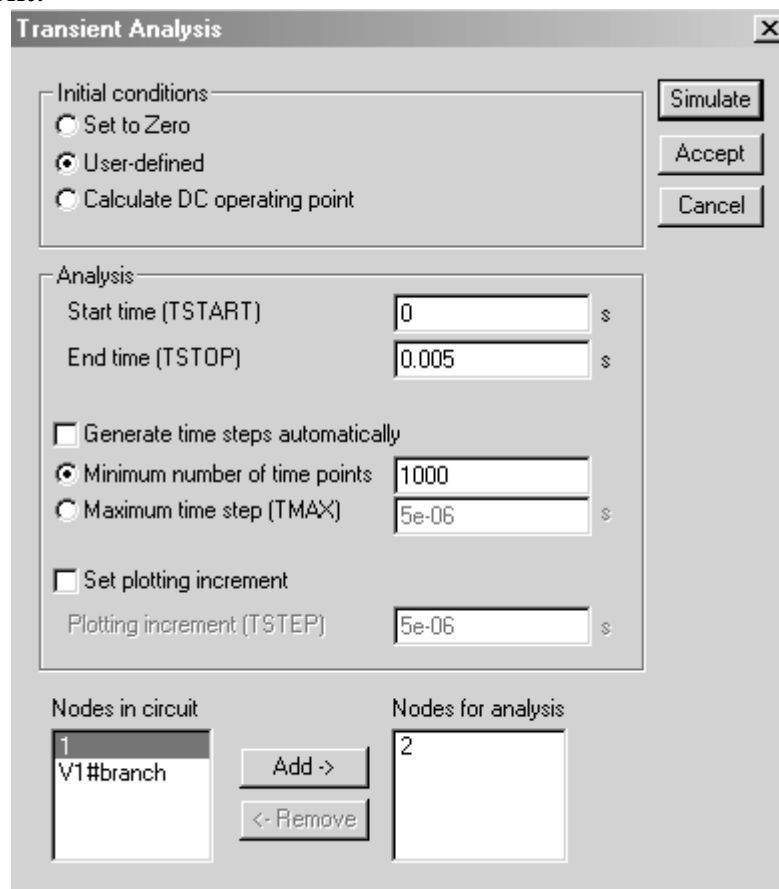 Transient Analysis
Initial conditions
Set to Zero
User-defined
Calculate DC operating point
Simulate
Accept
Cancel
Analysis
Start time (TSTART) 0 s
End time (TSTOP) 0.005 s
Generate time steps automatically
Minimum number of time points 1000
Maximum time step (TMAX) 5e-06 s
Set plotting increment
Plotting increment (TSTEP) 5e-06 s
Nodes in circuit
1
V1#branch
Add ->
<- Remove
Nodes for analysis
2